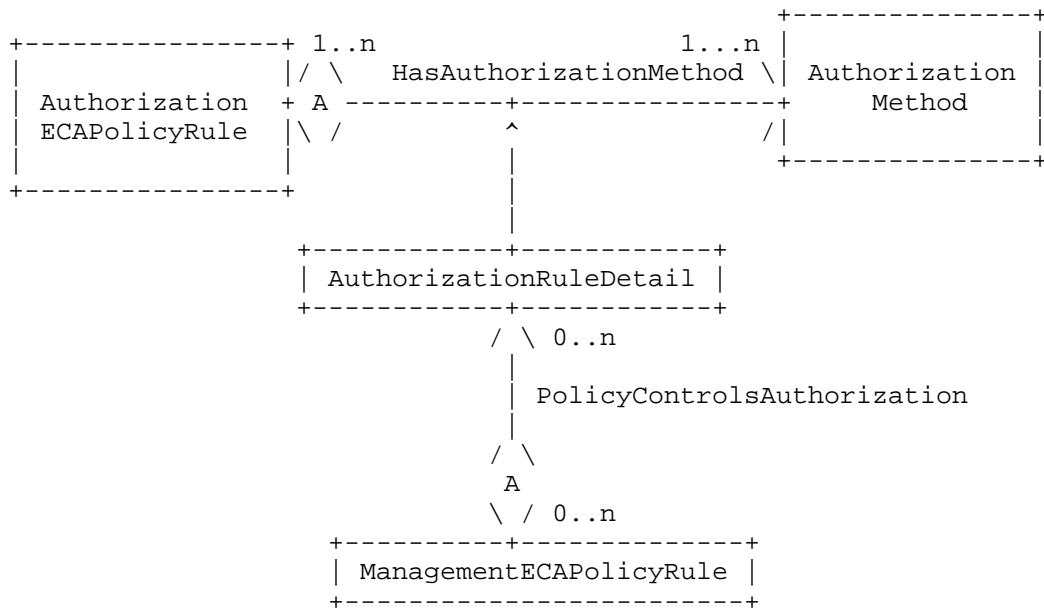 1..n 1...n
HasAuthorizationMethod Authorization
Authorization A Method
ECAPolicyRule
AuthorizationRuleDetail
0..n
PolicyControlsAuthorization
A
0..n
ManagementECAPolicyRule